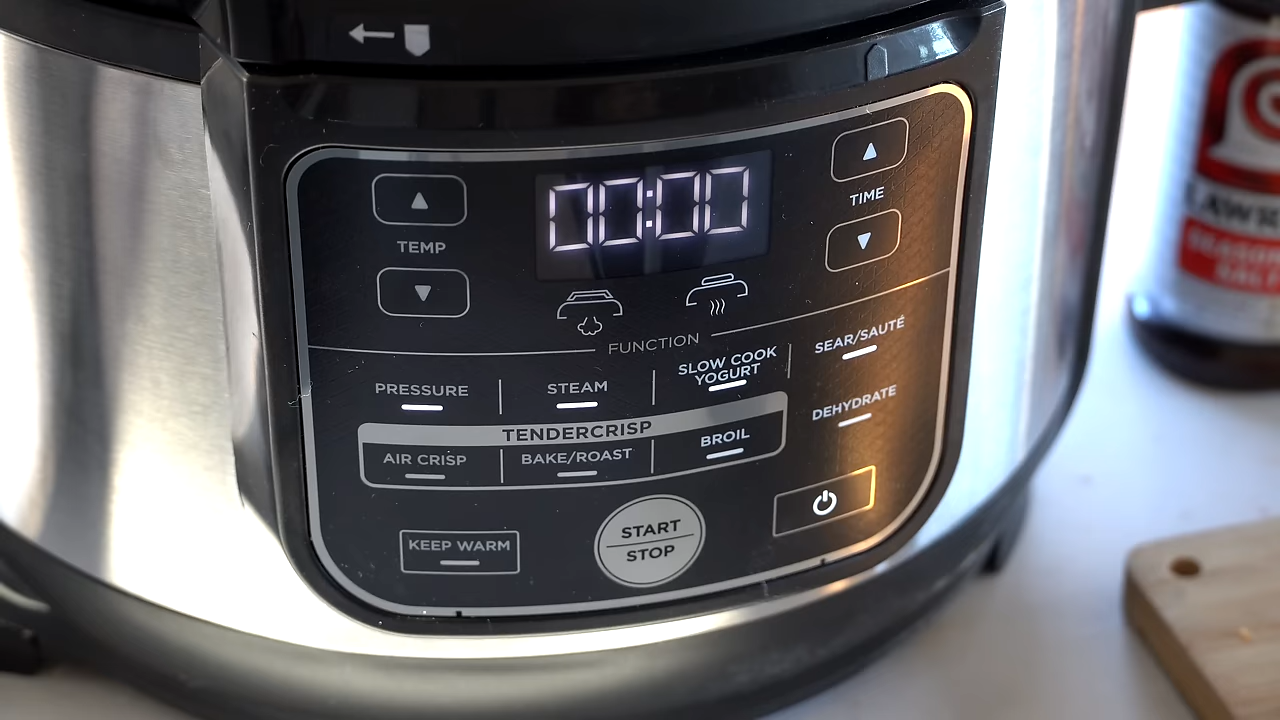 00:00
TEMP
TIME
FUNCTION
PRESSURE
STEAM
SLOW COOK
YOGURT
SEAR/SAUTÉ
DEHYDRATE
TENDERCRISP
AIR CRISP
BAKE/ROAST
BROIL
KEEP WARM
START
STOP